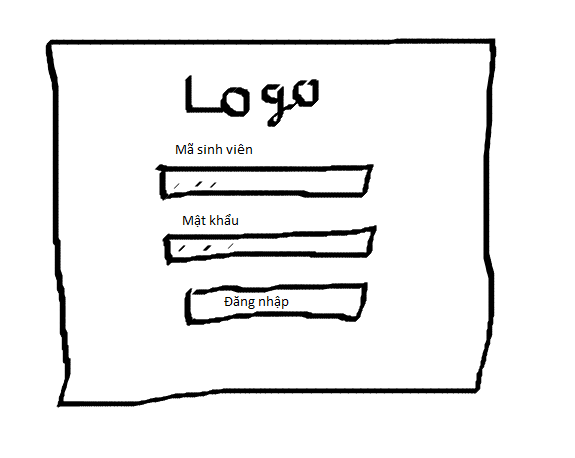 Logo
Mã sinh viên
Mật khẩu
Đăng nhập